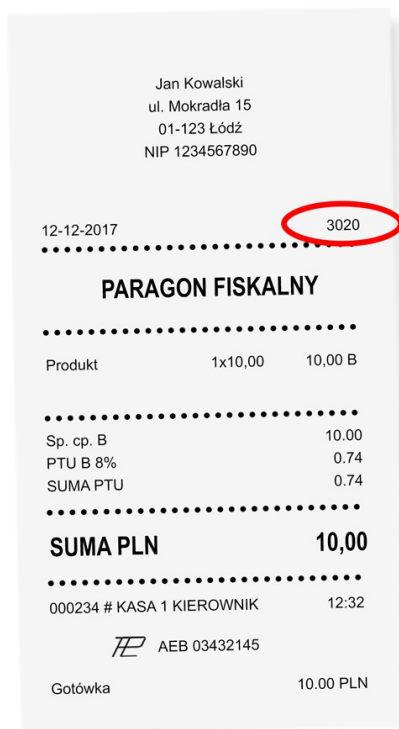 Jan Kowalski
ul. Mokradła 15
01-123 Łódź
NIP 1234567890
12-12-2017 3020
PARAGON FISKALNY
Produkt 1x10,00 10,00 B
Sp. cp. B 10.00
PTU B 8% 0.74
SUMA PTU 0.74
SUMA PLN 10,00
000234 # KASA 1 KIEROWNIK 12:32
AEB 03432145
Gotówka 10.00 PLN